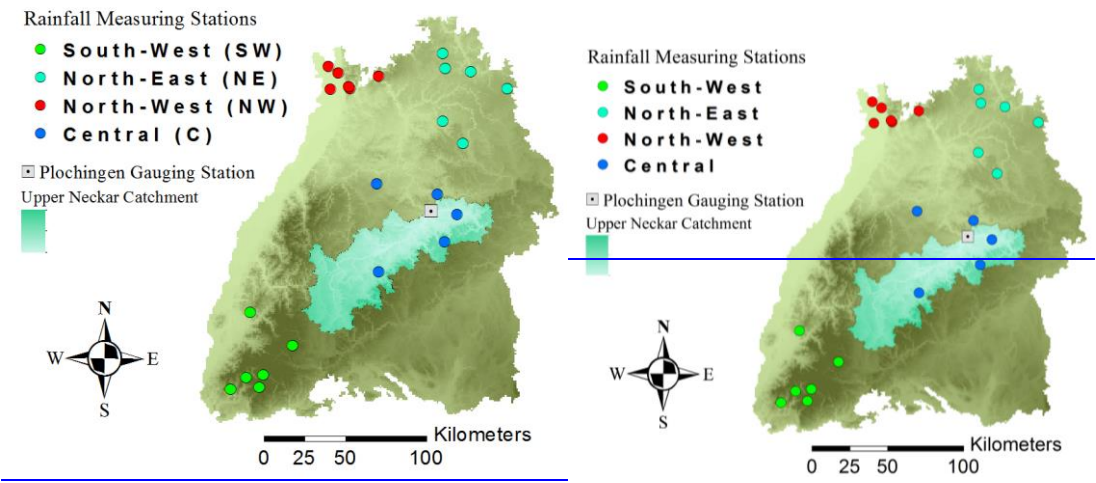 Rainfall Measuring Stations
South-West (SW)
North-East (NE)
North-West (NW)
Central (C)
Plochingen Gauging Station
Upper Neckar Catchment
N
W E
S
Kilometers
0 25 50 100
Rainfall Measuring Stations
South-West
North-East
North-West
Central
Plochingen Gauging Station
Upper Neckar Catchment
N
W E
S
Kilometers
0 25 50 100